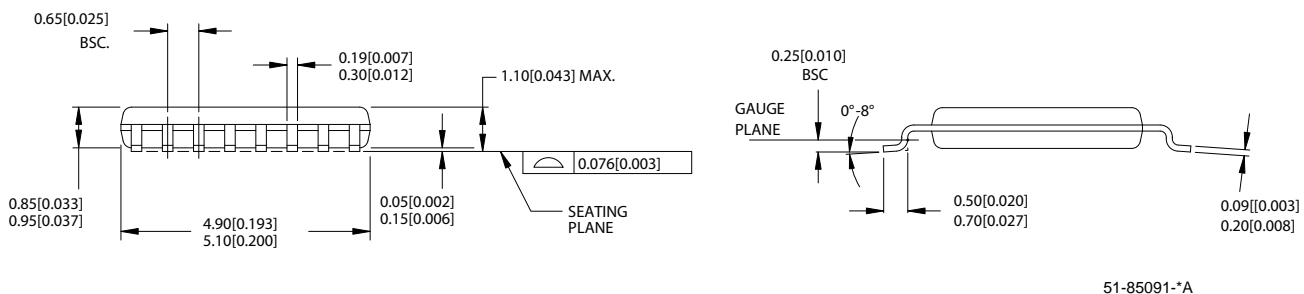 0.65[0.025]
BSC.
0.19[0.007]
0.30[0.012]
1.10[0.043] MAX.
0.85[0.033]
0.95[0.037]
4.90[0.193]
5.10[0.200]
0.05[0.002]
0.15[0.006]
0.076[0.003]
SEATING
PLANE
0.25[0.010]
BSC
GAUGE
PLANE
0°-8°
0.50[0.020]
0.70[0.027]
0.09[[0.003]
0.20[0.008]
51-85091-*A